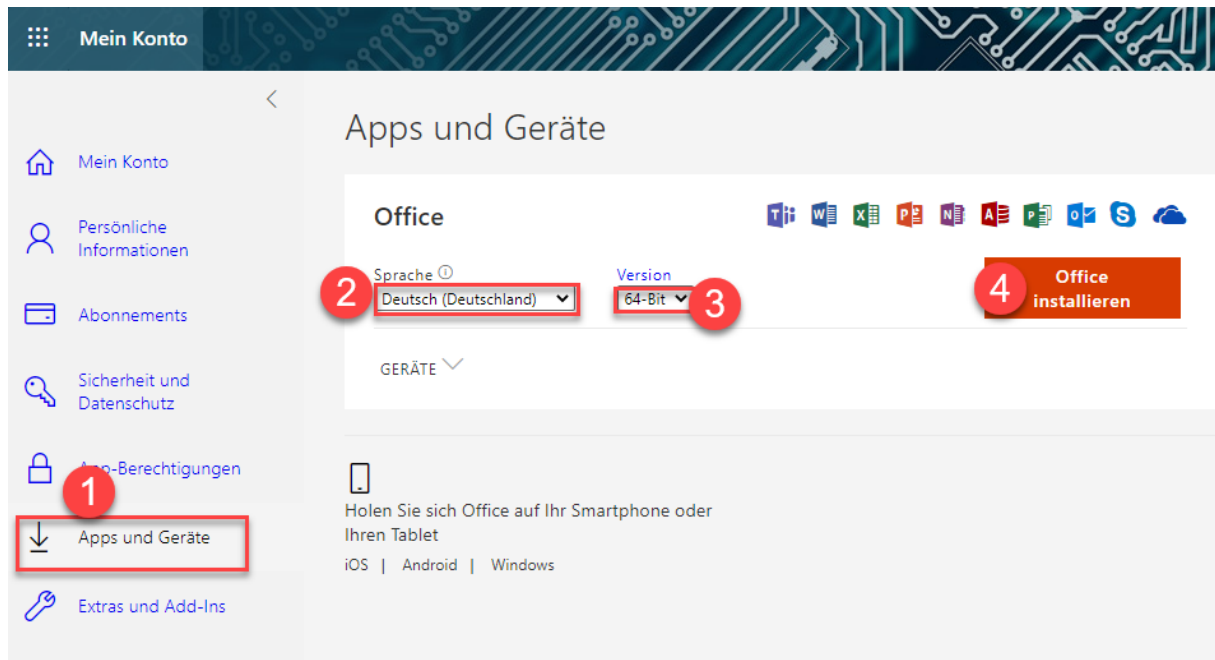 Mein Konto
Apps und Geräte
Mein Konto
Persönliche
Informationen
Abonnements
Sicherheit und
Datenschutz
App-Berechtigungen
1
Apps und Geräte
Extras und Add-Ins
Office
Sprache
Version
2
Deutsch (Deutschland)
64-Bit
3
4
Office
installieren
GERÄTE
Holen Sie sich Office auf Ihr Smartphone oder
Ihren Tablet
iOS | Android | Windows